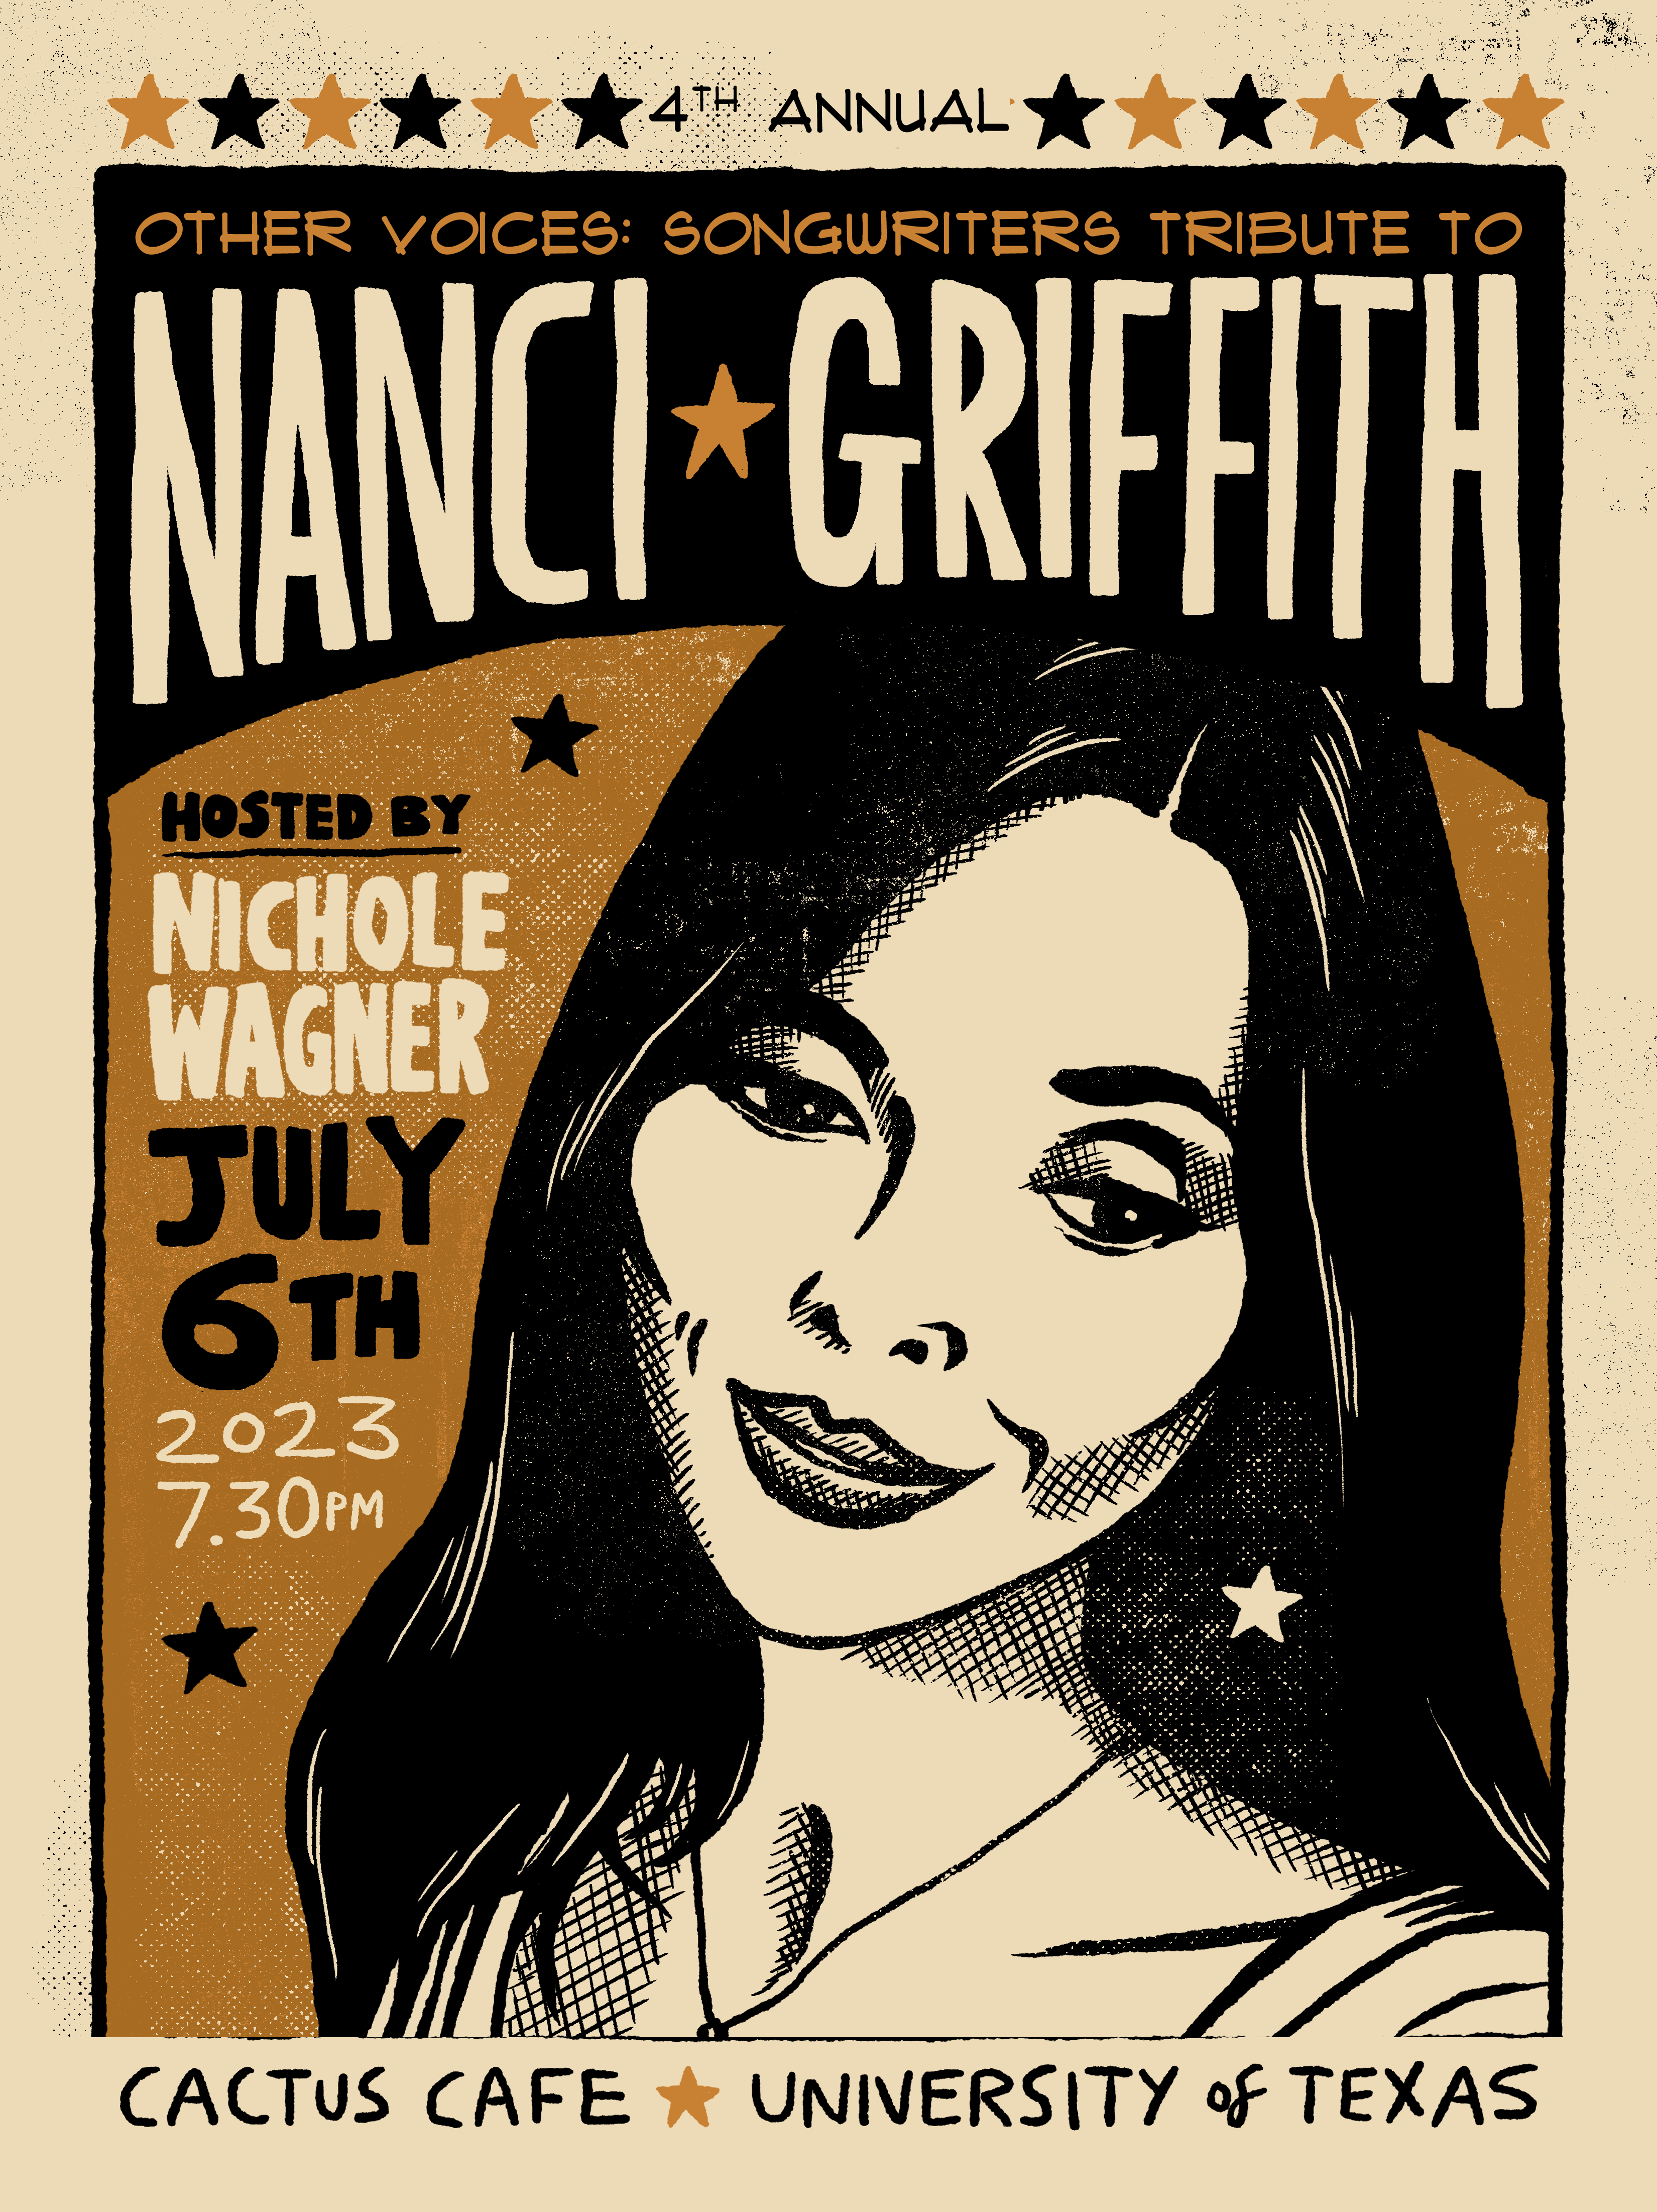 4TH ANNUAL
OTHER VOICES: SONGWRITERS TRIBUTE TO
NANCI GRIFFITH
HOSTED BY
NICHOLE
WAGNER
JULY
6TH
2023
7.30PM
CACTUS CAFE ★ UNIVERSITY of TEXAS